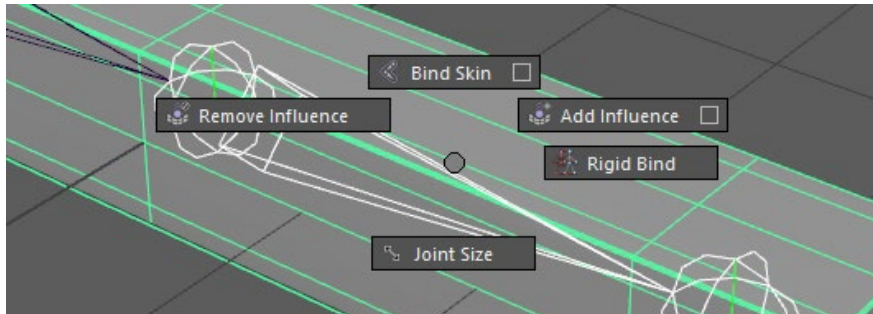 Bind Skin
Remove Influence
Add Influence
Rigid Bind
Joint Size